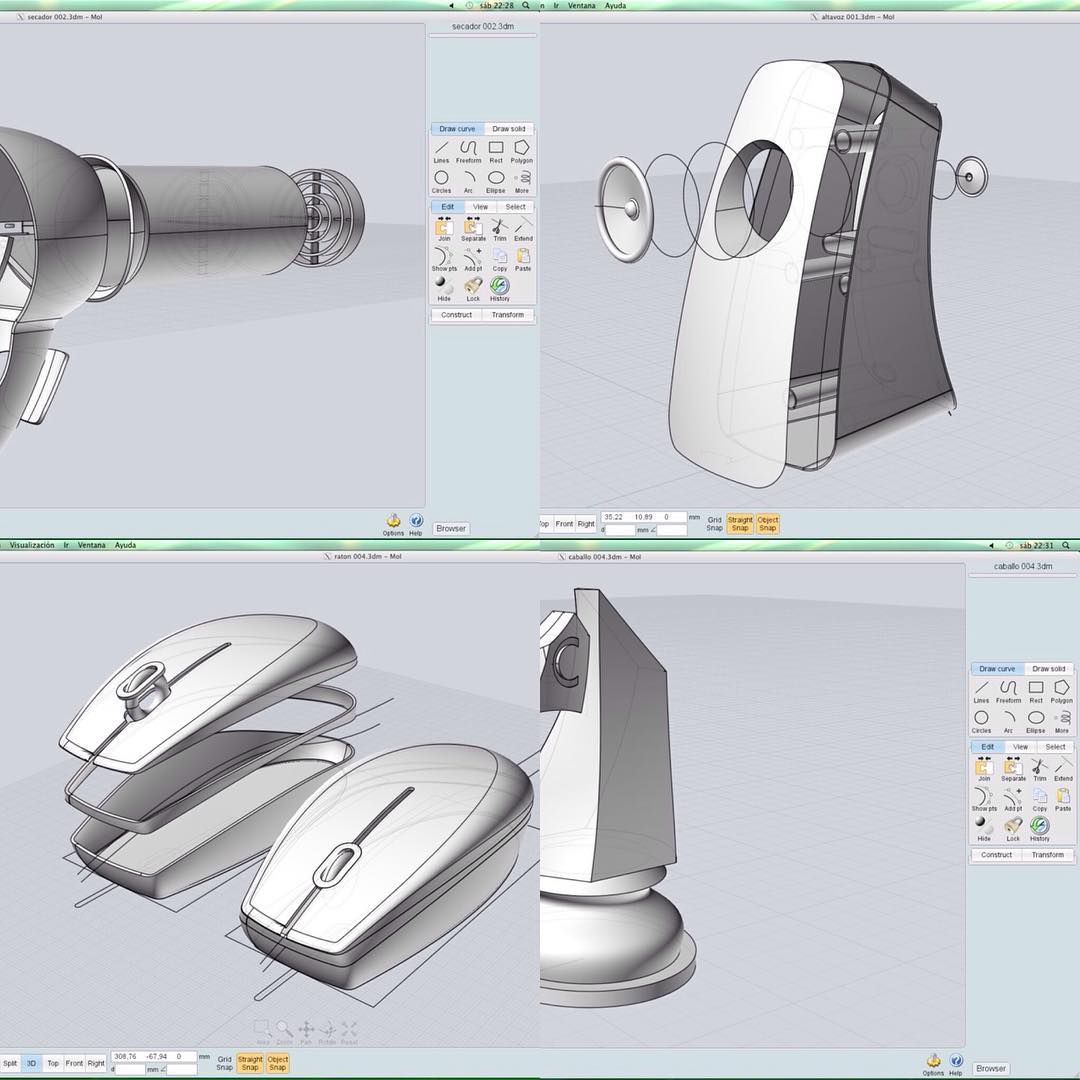 sáb 22:28
secador 002.3dm – MoI
secador 002.3dm
Draw curve Draw solid
Lines Freeform Rect Polygon
Circles Arc Ellipse More
Edit View Select
Join Separate Trim Extend
Show pts Add pt Copy Paste
Hide Lock History
Construct Transform
Options Help Browser
n Ir Ventana Ayuda
altavoz 001.3dm – MoI
op Front Right
35,22 10,89 0 mm
d mm
Grid Snap
Straight Snap
Object Snap
Visualización Ir Ventana Ayuda
raton 004.3dm – MoI
Area Zoom Pan Rotate Reset
Split 3D Top Front Right
308,76 -67,94 0 mm
d mm
Grid Snap
Straight Snap
Object Snap
sáb 22:31
caballo 004.3dm – MoI
caballo 004.3dm
Draw curve Draw solid
Lines Freeform Rect Polygon
Circles Arc Ellipse More
Edit View Select
Join Separate Trim Extend
Show pts Add pt Copy Paste
Hide Lock History
Construct Transform
Options Help Browser